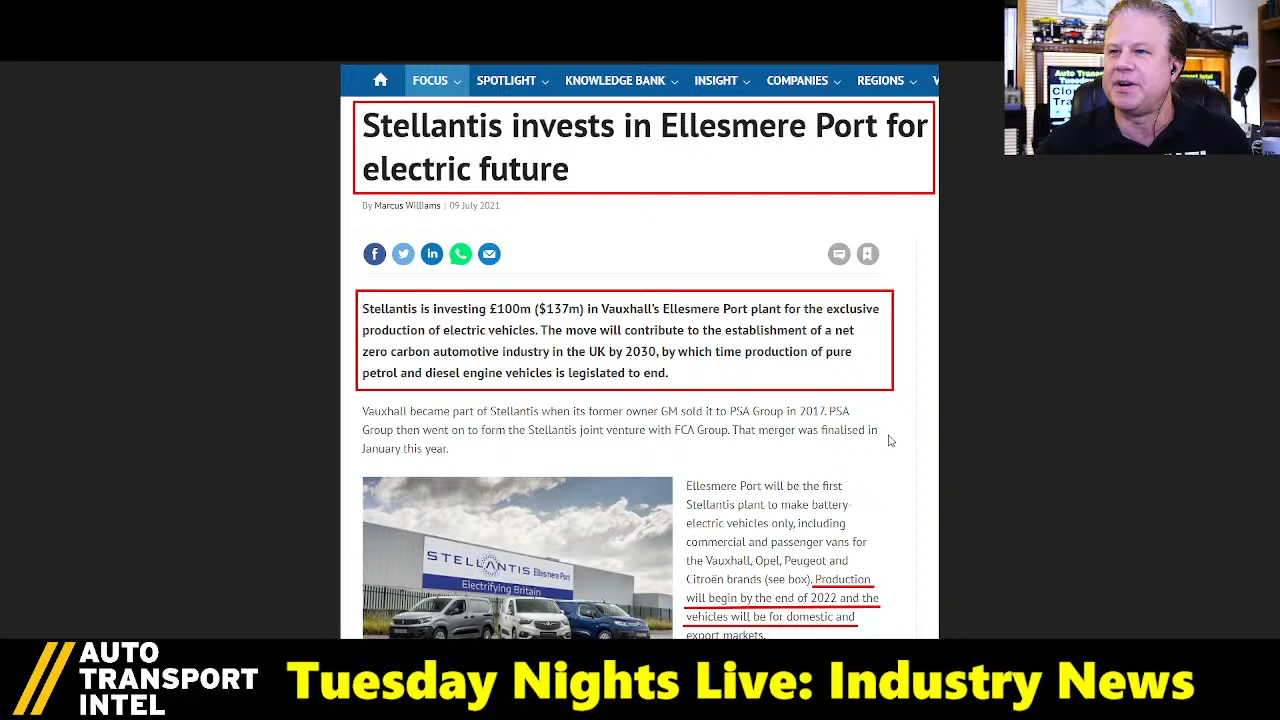 FOCUS SPOTLIGHT KNOWLEDGE BANK INSIGHT COMPANIES REGIONS
Stellantis invests in Ellesmere Port for
electric future
By Marcus Williams | 09 July 2021
Stellantis is investing £100m ($137m) in Vauxhall's Ellesmere Port plant for the exclusive
production of electric vehicles. The move will contribute to the establishment of a net
zero carbon automotive industry in the UK by 2030, by which time production of pure
petrol and diesel engine vehicles is legislated to end.
Vauxhall became part of Stellantis when its former owner GM sold it to PSA Group in 2017. PSA
Group then went on to form the Stellantis joint venture with FCA Group. That merger was finalised in
January this year.
Ellesmere Port will be the first
Stellantis plant to make battery-
electric vehicles only, including
commercial and passenger vans for
the Vauxhall, Opel, Peugeot and
Citroën brands (see box). Production
will begin by the end of 2022 and the
vehicles will be for domestic and
export markets.
STELLANTIS Ellesmere Port
Electrifying Britain
AUTO
TRANSPORT
INTEL
Tuesday Nights Live: Industry News